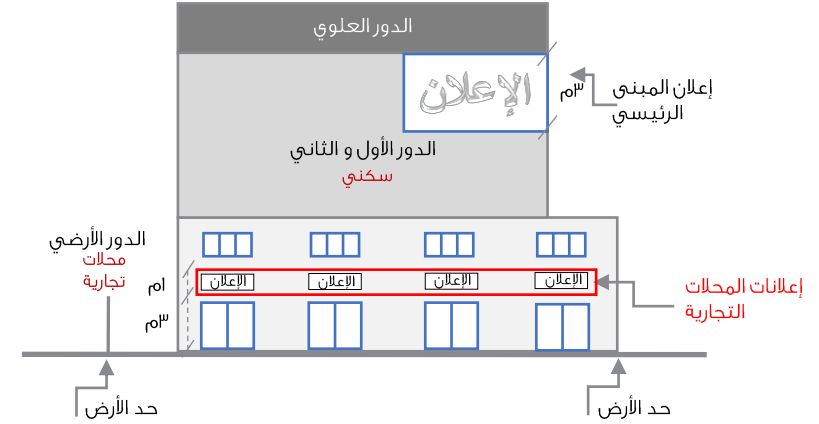 الدور العلوي
الإعلان
٣م
إعلان المبنى
الرئيسي
الدور الأول و الثاني
سكني
الدور الأرضي
محلات
تجارية
١م
٣م
الإعلان
الإعلان
الإعلان
الإعلان
إعلانات المحلات
التجارية
حد الأرض
حد الأرض